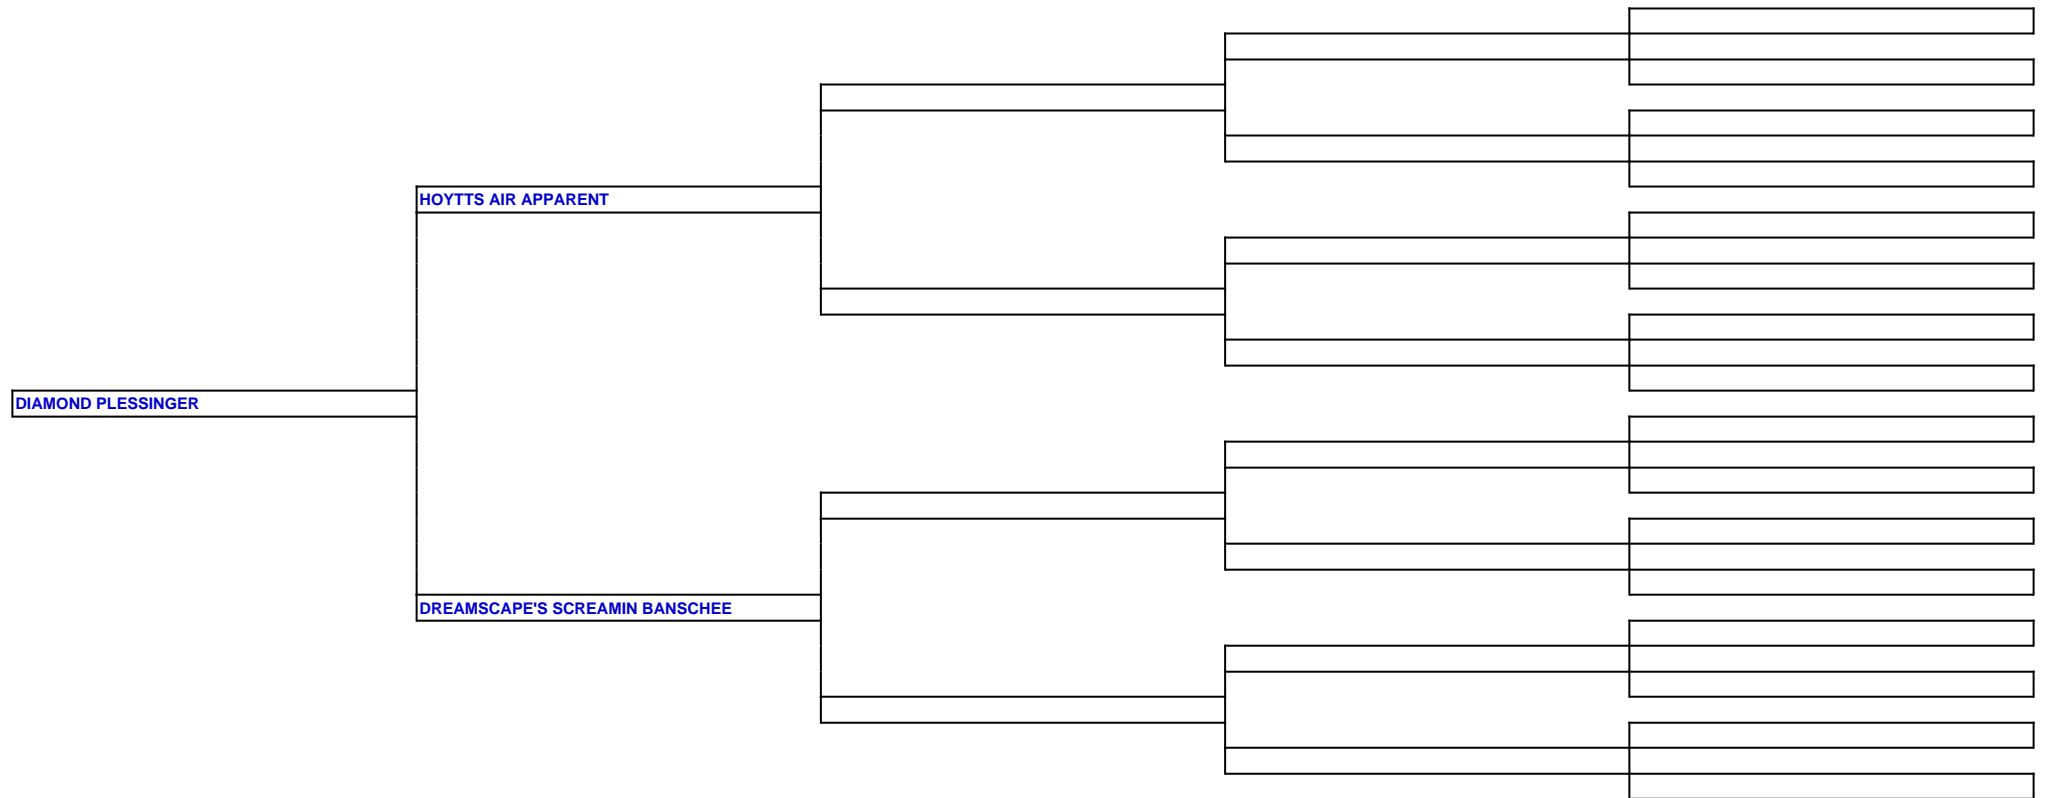 HOYTTS AIR APPARENT
DIAMOND PLESSINGER
DREAMSCAPE'S SCREAMIN BANSCHEE